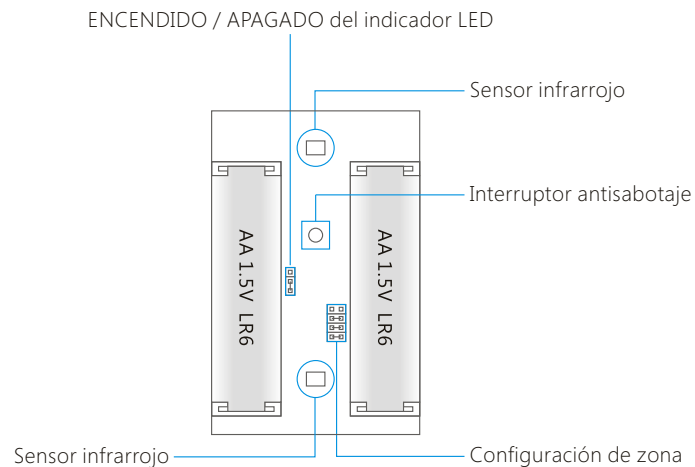 ENCENDIDO / APAGADO del indicador LED
Sensor infrarrojo
Interruptor antisabotaje
AA 1.5V LR6
AA 1.5V LR6
Sensor infrarrojo
Configuración de zona